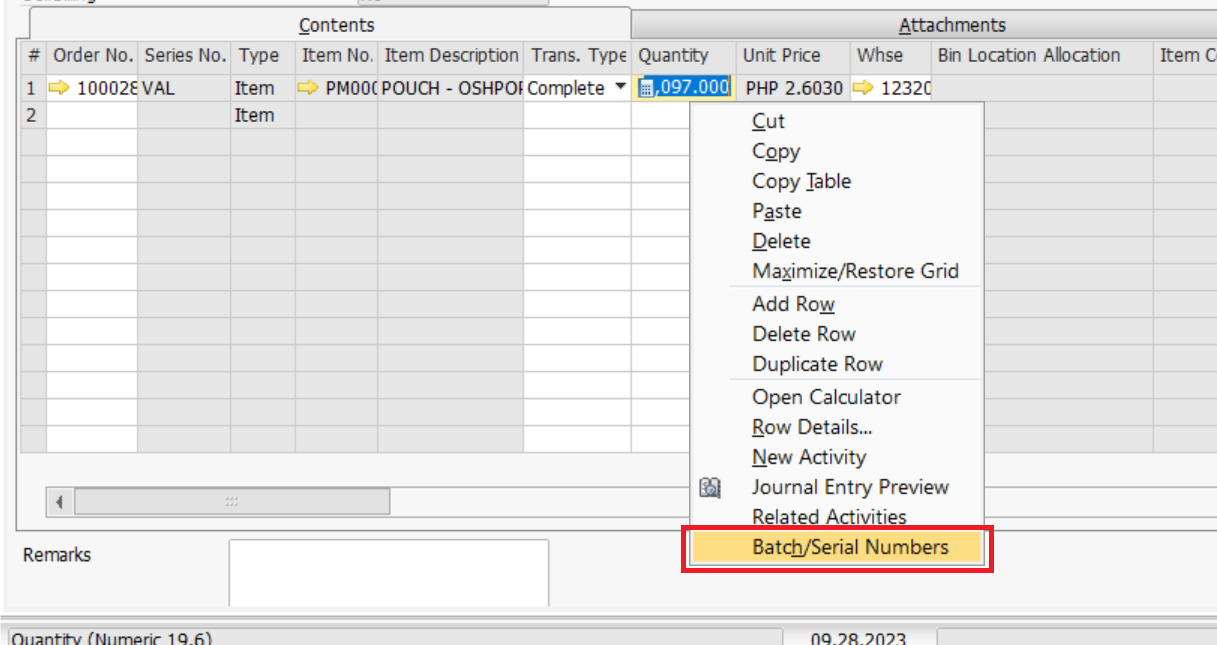 Contents
Attachments
# Order No. Series No. Type Item No. Item Description Trans. Type Quantity Unit Price Whse Bin Location Allocation Item C
1 100028 VAL Item PM000 POUCH - OSHPOF Complete ,097.000 PHP 2.6030 12320
2 Item
Cut
Copy
Copy Table
Paste
Delete
Maximize/Restore Grid
Add Row
Delete Row
Duplicate Row
Open Calculator
Row Details...
New Activity
Journal Entry Preview
Related Activities
Batch/Serial Numbers
Remarks
Quantity (Numeric 19.6) 09.28.2023